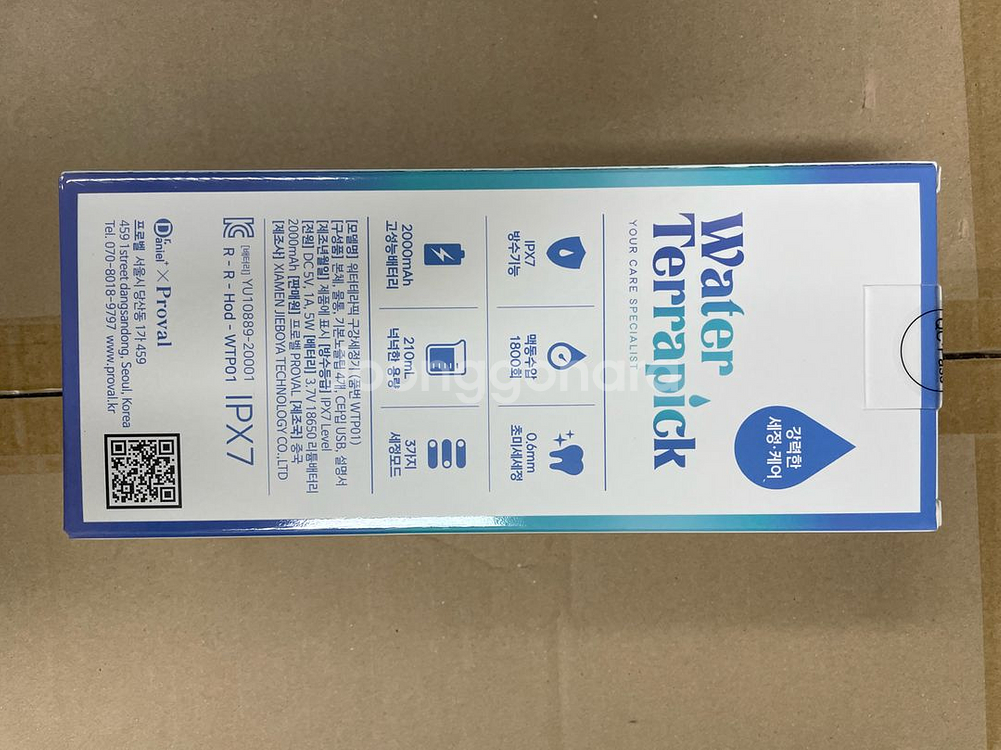 강력한
세정·케어
Water
Terrapick
YOUR CARE SPECIALIST
IPX7
방수기능
맥동수압
1800회
0.6mm
초미세세정
2000mAh
고성능배터리
210mL
넉넉한 용량
3가지
세정모드
[모델명] 워터테라픽 구강세정기 (품번 WTP01)
[구성품] 본체, 물통, 기본노즐팁 4개, C타입 USB, 설명서
[제조년월일] 제품에 표시 [방수등급] IPX7 Level
[전원] DC 5V, 1A, 5W [배터리] 3.7V 18650 리튬배터리
2000mAh [판매원] 프로벨 PROVAL [제조국] 중국
[제조사] XIAMEN JIEBOYA TECHNOLOGY CO.,LTD
[배터리] YU10889-20001
R - R - Hod - WTP01 IPX7
Dr. Daniel+ × Proval
프로벨 서울시 당산동 1가 459
459 1 street dangsandong, Seoul, Korea
Tel. 070-8018-9797 www.proval.kr